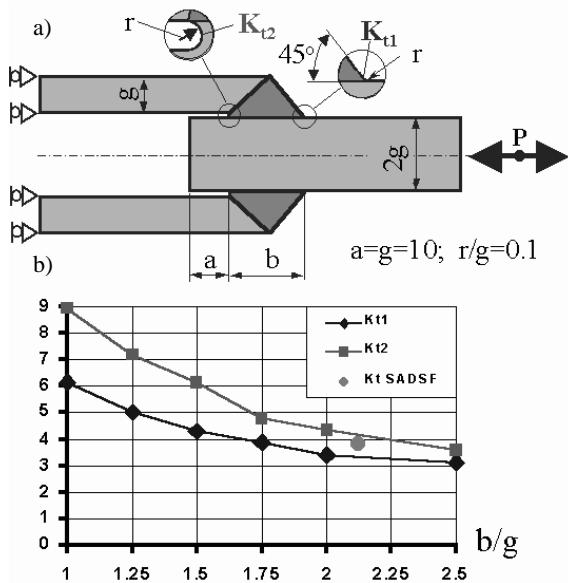 a)
r
Kt2
45°
Kt1
r
g
2g
P
a
b
a=g=10; r/g=0.1
b)
9
8
7
6
5
4
3
2
1
0
Kt1
Kt2
Kt SADSF
1 1.25 1.5 1.75 2 2.25 2.5
b/g